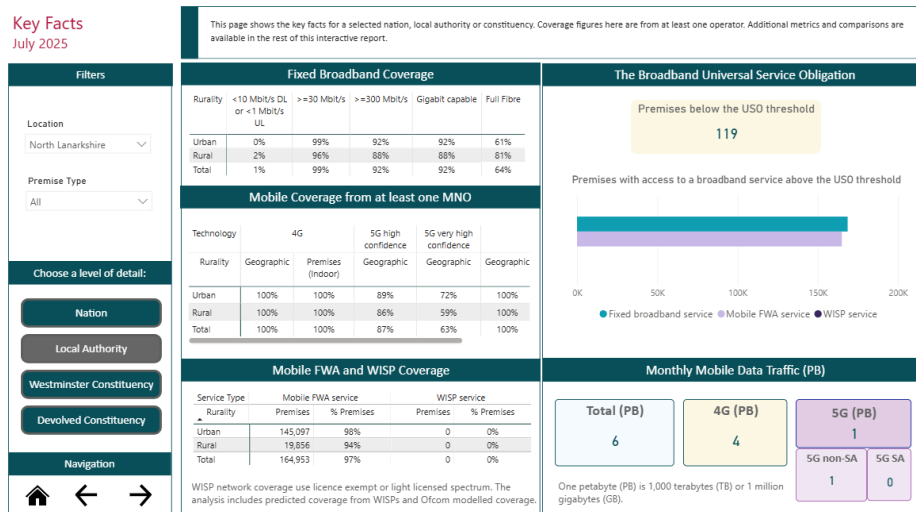 Key Facts
July 2025
This page shows the key facts for a selected nation, local authority or constituency. Coverage figures here are from at least one operator. Additional metrics and comparisons are
available in the rest of this interactive report.
Filters
Location
North Lanarkshire
Premise Type
All
Choose a level of detail:
Nation
Local Authority
Westminster Constituency
Devolved Constituency
Navigation
Fixed Broadband Coverage
Rurality <10 Mbit/s DL >=30 Mbit/s >=300 Mbit/s Gigabit capable Full Fibre
or <1 Mbit/s
UL
Urban 0% 99% 92% 92% 61%
Rural 2% 96% 88% 88% 81%
Total 1% 99% 92% 92% 64%
Mobile Coverage from at least one MNO
Technology 4G 5G high 5G very high
confidence confidence
Rurality Geographic Premises Geographic Geographic Geographic
(Indoor)
Urban 100% 100% 89% 72% 100%
Rural 100% 100% 86% 59% 100%
Total 100% 100% 87% 63% 100%
Mobile FWA and WISP Coverage
Service Type Mobile FWA service WISP service
Rurality Premises % Premises Premises % Premises
Urban 145,097 98% 0 0%
Rural 19,856 94% 0 0%
Total 164,953 97% 0 0%
WISP network coverage use licence exempt or light licensed spectrum. The
analysis includes predicted coverage from WISPs and Ofcom modelled coverage.
The Broadband Universal Service Obligation
Premises below the USO threshold
119
Premises with access to a broadband service above the USO threshold
0K 50K 100K 150K 200K
Fixed broadband service Mobile FWA service WISP service
Monthly Mobile Data Traffic (PB)
Total (PB)
6
4G (PB)
4
5G (PB)
1
5G non-SA 5G SA
1 0
One petabyte (PB) is 1,000 terabytes (TB) or 1 million
gigabytes (GB).